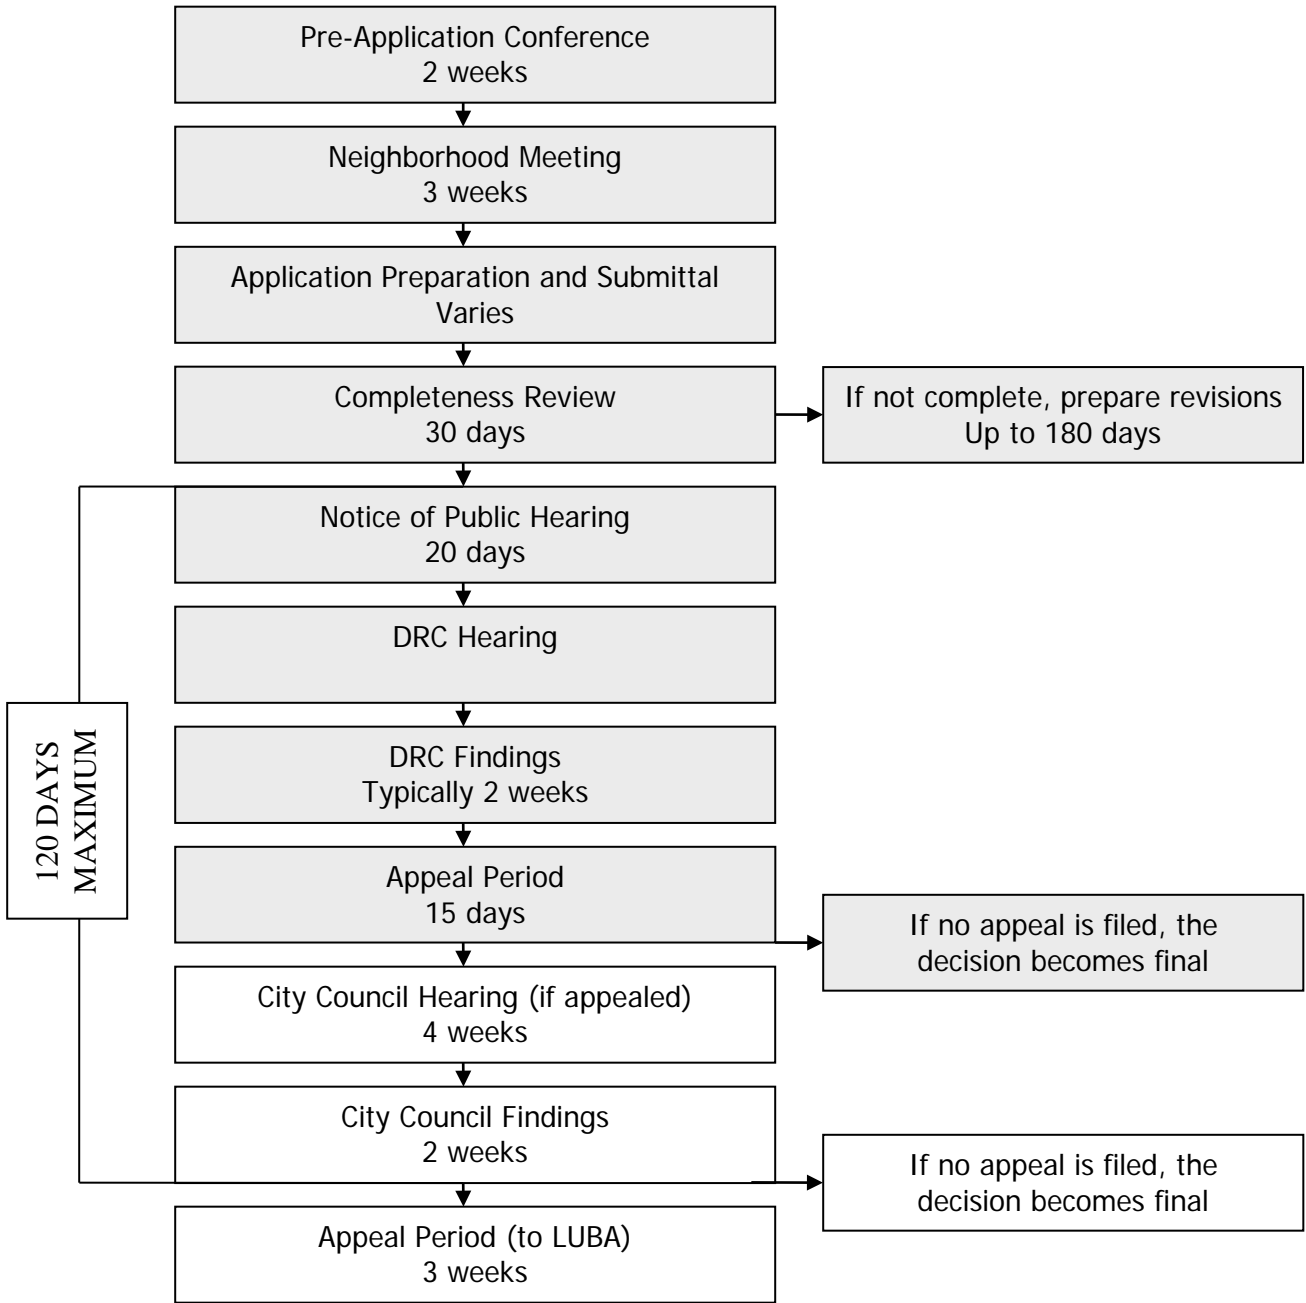 Pre-Application Conference
2 weeks
Neighborhood Meeting
3 weeks
Application Preparation and Submittal
Varies
Completeness Review
30 days
If not complete, prepare revisions
Up to 180 days
Notice of Public Hearing
20 days
DRC Hearing
DRC Findings
Typically 2 weeks
120 DAYS
MAXIMUM
Appeal Period
15 days
If no appeal is filed, the
decision becomes final
City Council Hearing (if appealed)
4 weeks
City Council Findings
2 weeks
If no appeal is filed, the
decision becomes final
Appeal Period (to LUBA)
3 weeks